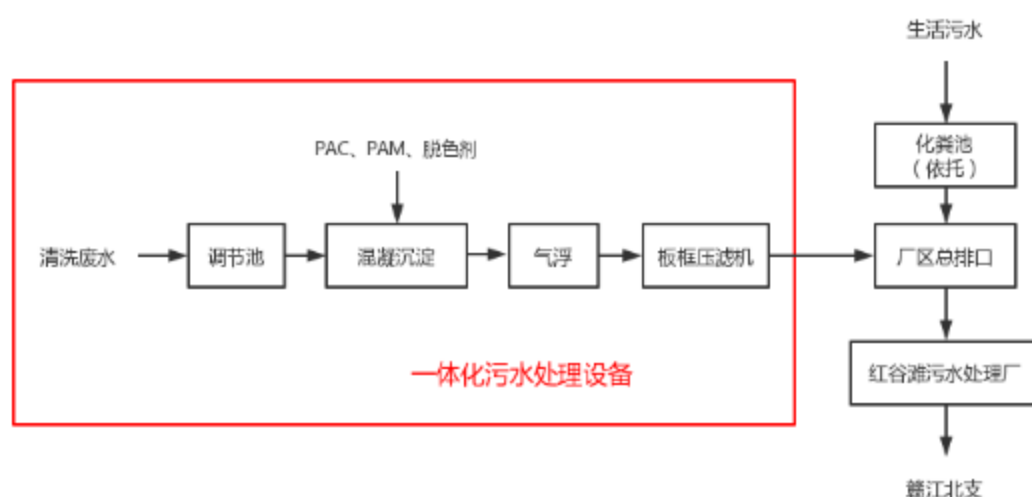 生活污水
化粪池
（依托）
PAC、PAM、脱色剂
清洗废水
调节池
混凝沉淀
气浮
板框压滤机
厂区总排口
一体化污水处理设备
红谷滩污水处理厂
赣江北支